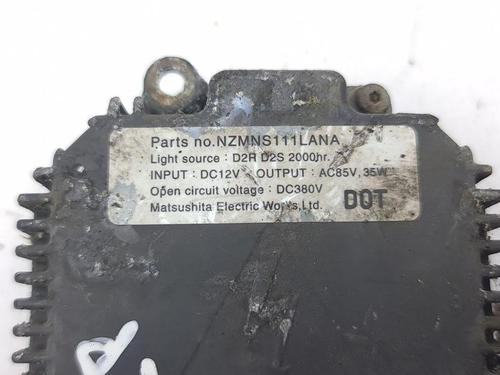 Parts no.NZMNS111LANA
Light source : D2R D2S 2000hr.
INPUT : DC12V OUTPUT : AC85V, 35W
Open circuit voltage : DC380V
Matsushita Electric Works,Ltd.
DOT